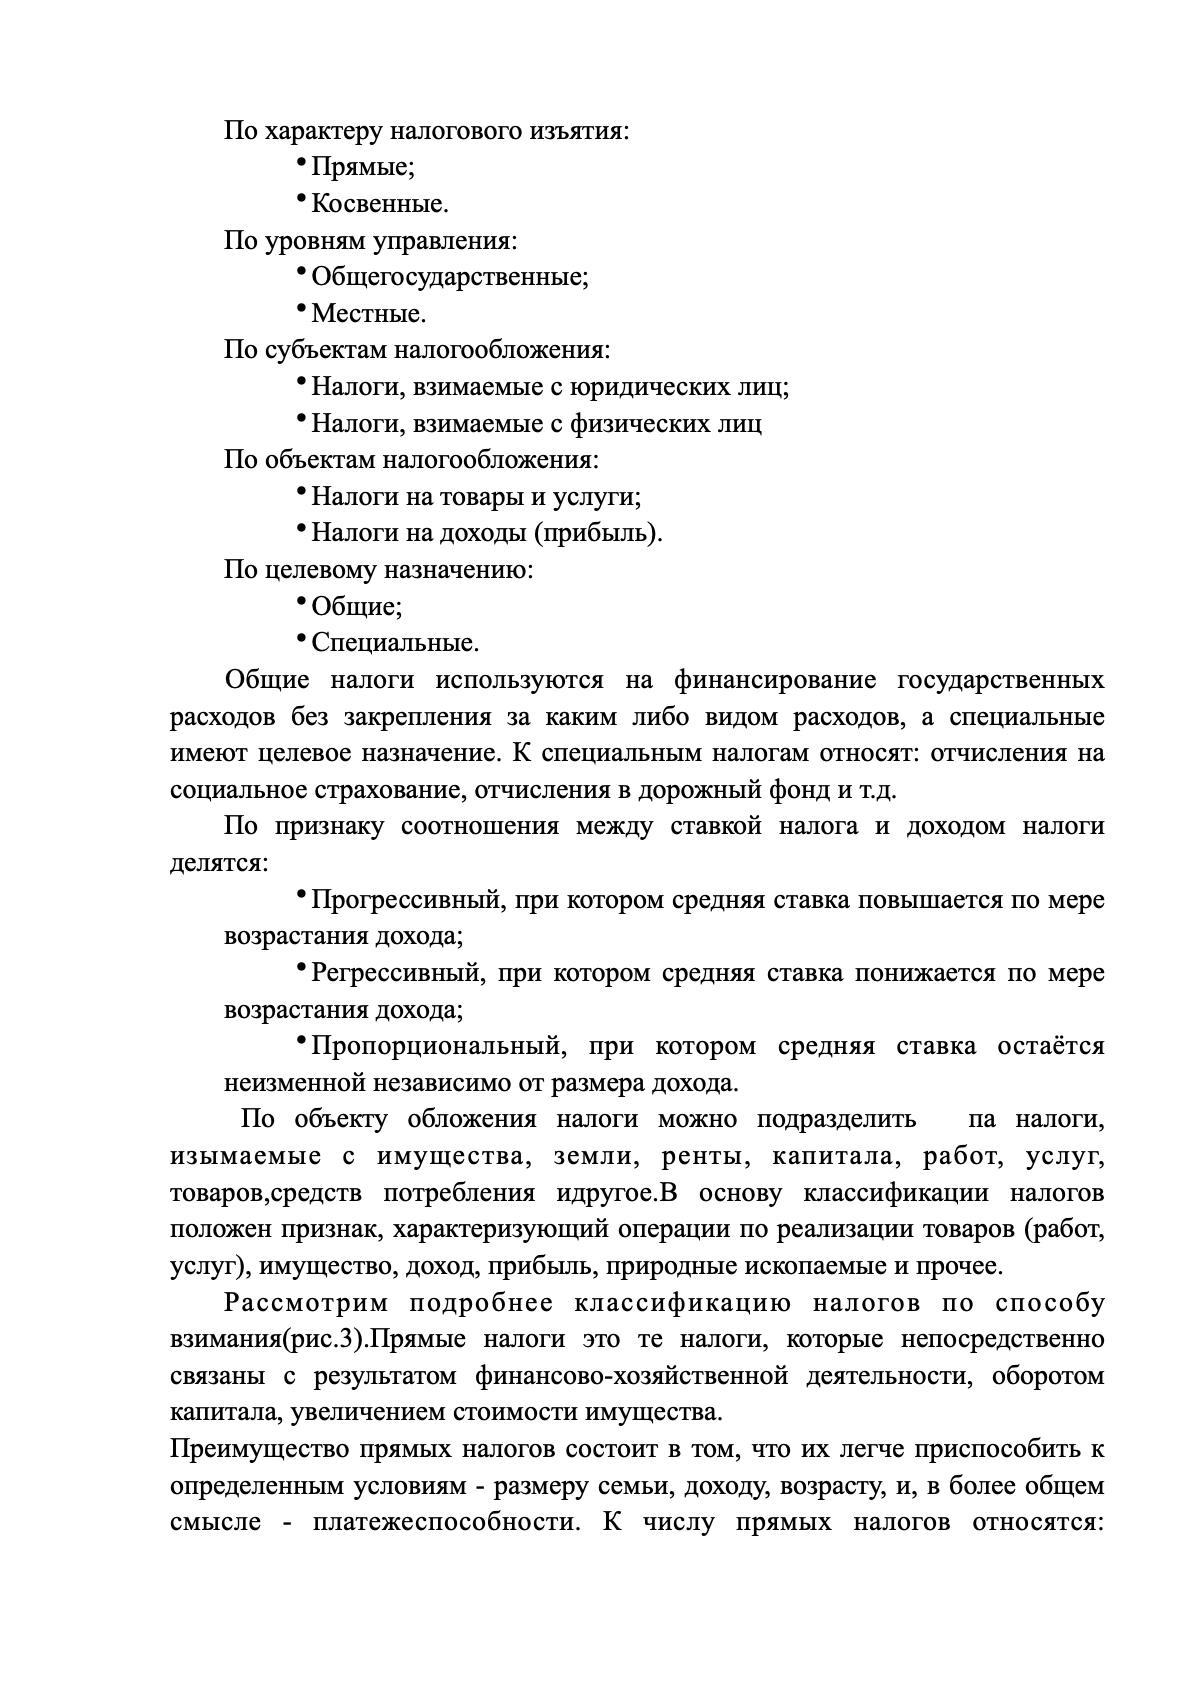 По характеру налогового изъятия:
•Прямые;
•Косвенные.
По уровням управления:
•Общегосударственные;
•Местные.
По субъектам налогообложения:
•Налоги, взимаемые с юридических лиц;
•Налоги, взимаемые с физических лиц
По объектам налогообложения:
•Налоги на товары и услуги;
•Налоги на доходы (прибыль).
По целевому назначению:
•Общие;
•Специальные.
Общие налоги используются на финансирование государственных
расходов без закрепления за каким либо видом расходов, а специальные
имеют целевое назначение. К специальным налогам относят: отчисления на
социальное страхование, отчисления в дорожный фонд и т.д.
По признаку соотношения между ставкой налога и доходом налоги
делятся:
•Прогрессивный, при котором средняя ставка повышается по мере
возрастания дохода;
•Регрессивный, при котором средняя ставка понижается по мере
возрастания дохода;
•Пропорциональный, при котором средняя ставка остаётся
неизменной независимо от размера дохода.
По объекту обложения налоги можно подразделить па налоги,
изымаемые с имущества, земли, ренты, капитала, работ, услуг,
товаров,средств потребления идругое.В основу классификации налогов
положен признак, характеризующий операции по реализации товаров (работ,
услуг), имущество, доход, прибыль, природные ископаемые и прочее.
Рассмотрим подробнее классификацию налогов по способу
взимания(рис.3).Прямые налоги это те налоги, которые непосредственно
связаны с результатом финансово-хозяйственной деятельности, оборотом
капитала, увеличением стоимости имущества.
Преимущество прямых налогов состоит в том, что их легче приспособить к
определенным условиям - размеру семьи, доходу, возрасту, и, в более общем
смысле - платежеспособности. К числу прямых налогов относятся: